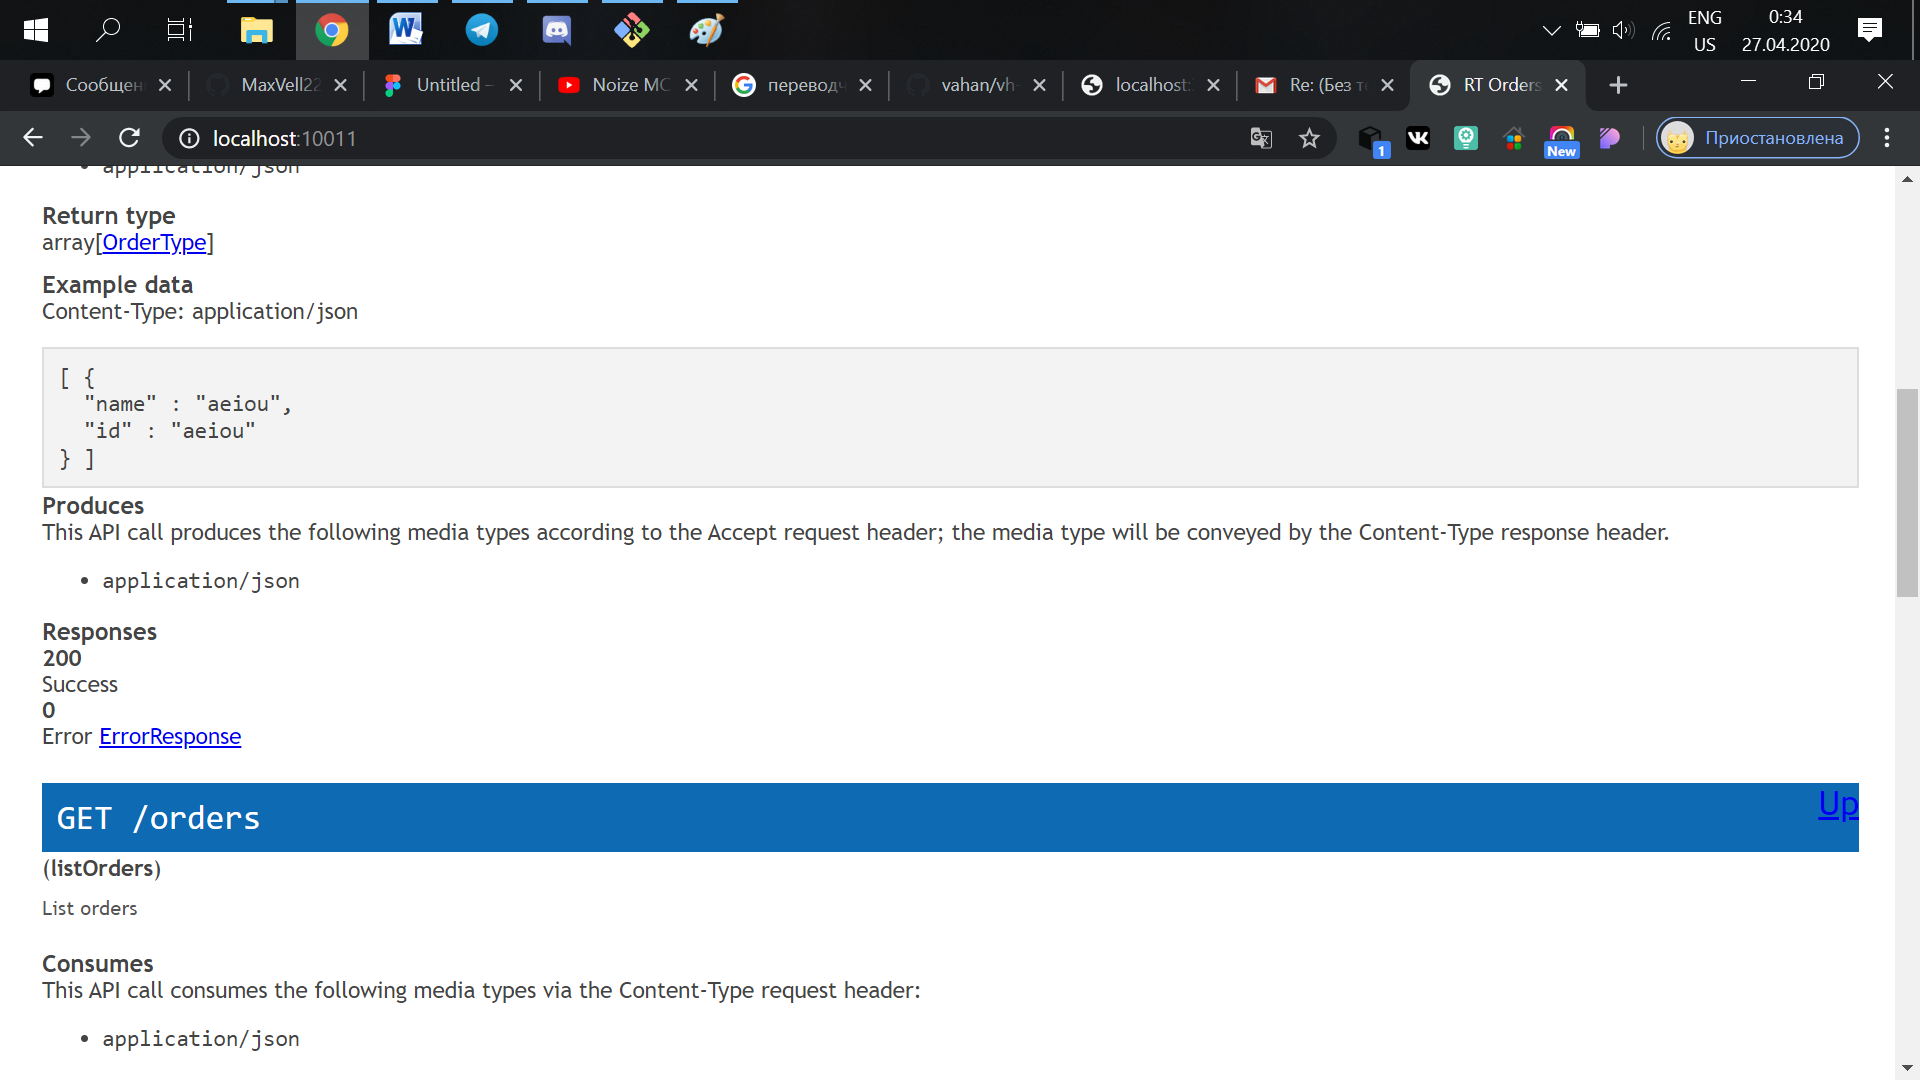 ENG
US
0:34
27.04.2020
Сообщен
MaxVell22
Untitled –
Noize MC
переводч
vahan/vh-
localhost:
Re: (Без те
RT Orders
localhost:10011
1
New
Приостановлена
application/json
Return type
array[OrderType]
Example data
Content-Type: application/json
[ {
"name" : "aeiou",
"id" : "aeiou"
} ]
Produces
This API call produces the following media types according to the Accept request header; the media type will be conveyed by the Content-Type response header.
• application/json
Responses
200
Success
0
Error ErrorResponse
GET /orders
Up
(listOrders)
List orders
Consumes
This API call consumes the following media types via the Content-Type request header:
• application/json